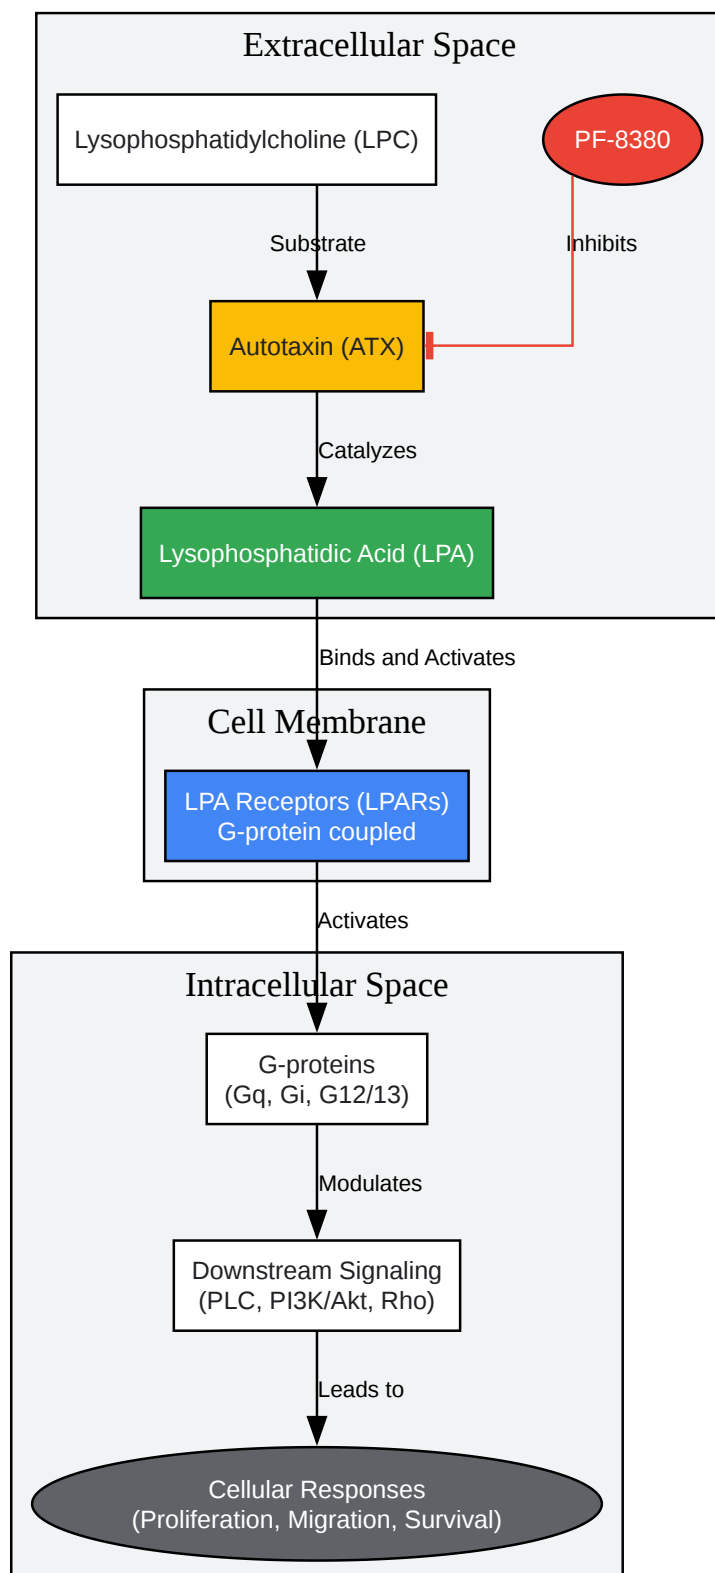 Extracellular Space
Lysophosphatidylcholine (LPC)
PF-8380
Substrate
Inhibits
Autotaxin (ATX)
Catalyzes
Lysophosphatidic Acid (LPA)
Binds and Activates
Cell Membrane
LPA Receptors (LPARs)
G-protein coupled
Activates
Intracellular Space
G-proteins
(Gq, Gi, G12/13)
Modulates
Downstream Signaling
(PLC, PI3K/Akt, Rho)
Leads to
Cellular Responses
(Proliferation, Migration, Survival)